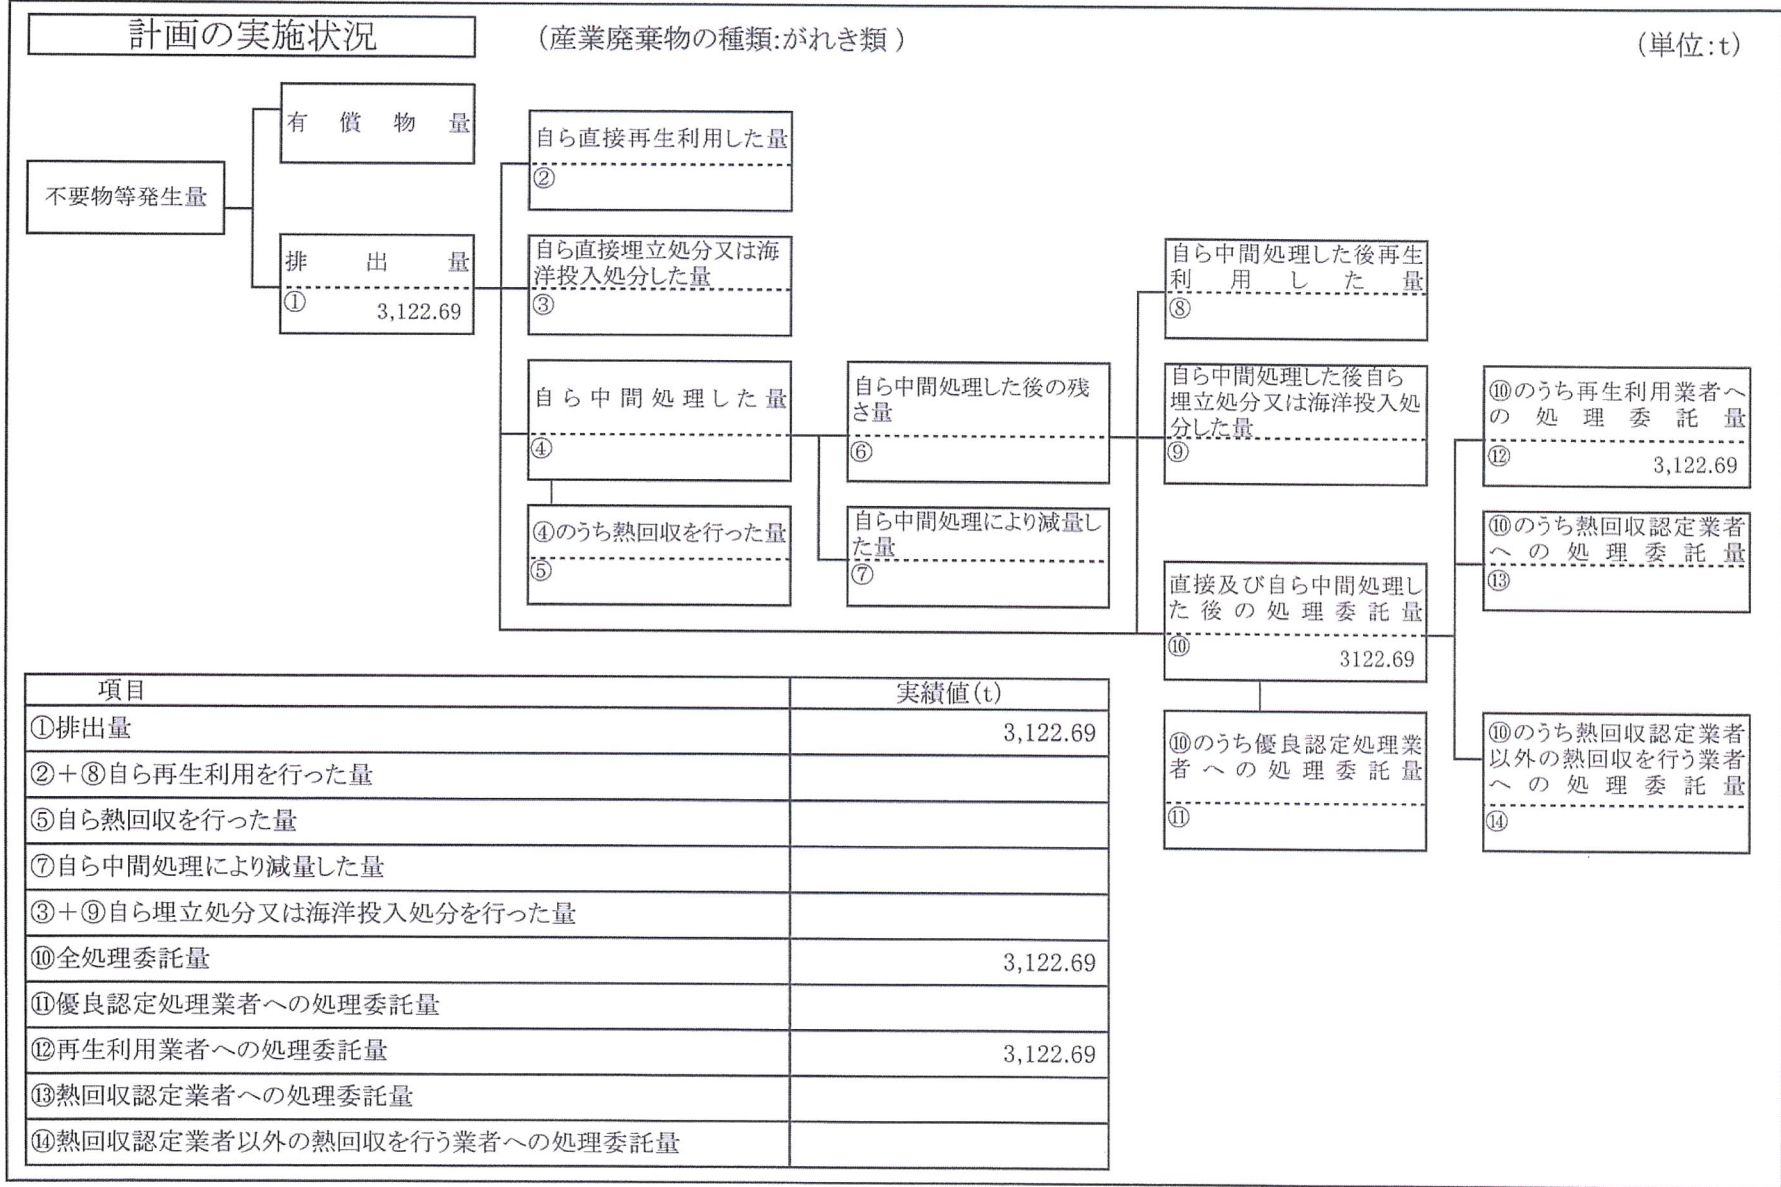 計画の実施状況
（産業廃棄物の種類:がれき類 ）
（単位:t）
有償物量
不要物等発生量
排出量
①
3,122.69
自ら直接再生利用した量
②
自ら直接埋立処分又は海
洋投入処分した量
③
自ら中間処理した量
④
④のうち熱回収を行った量
⑤
自ら中間処理した後の残
さ量
⑥
自ら中間処理により減量し
た量
⑦
自ら中間処理した後再生
利用した量
⑧
自ら中間処理した後自ら
埋立処分又は海洋投入処
分した量
⑨
直接及び自ら中間処理し
た後の処理委託量
⑩
3122.69
⑩のうち優良認定処理業
者への処理委託量
⑪
⑩のうち再生利用業者へ
の処理委託量
⑫
3,122.69
⑩のうち熱回収認定業者
への処理委託量
⑬
⑩のうち熱回収認定業者
以外の熱回収を行う業者
への処理委託量
⑭
項目 実績値(t)
①排出量 3,122.69
②＋⑧自ら再生利用を行った量
⑤自ら熱回収を行った量
⑦自ら中間処理により減量した量
③＋⑨自ら埋立処分又は海洋投入処分を行った量
⑩全処理委託量 3,122.69
⑪優良認定処理業者への処理委託量
⑫再生利用業者への処理委託量 3,122.69
⑬熱回収認定業者への処理委託量
⑭熱回収認定業者以外の熱回収を行う業者への処理委託量